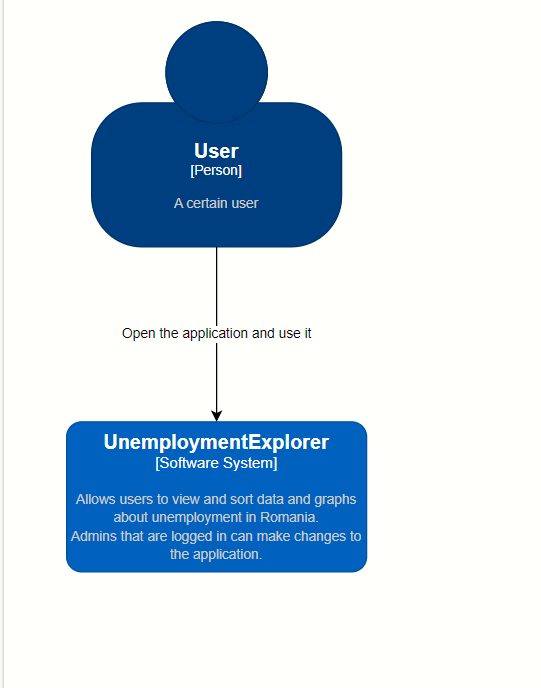 User
[Person]
A certain user
Open the application and use it
UnemploymentExplorer
[Software System]
Allows users to view and sort data and graphs
about unemployment in Romania.
Admins that are logged in can make changes to
the application.